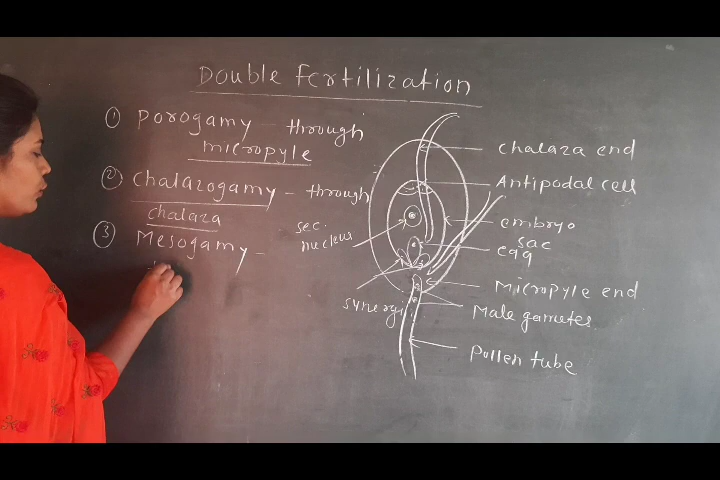 Double Fertilization
① Porogamy - through
micropyle
② Chalazogamy - through
chalaza
③ Mesogamy -
chalaza end
Antipodal cell
embryo
sac
sec.
nucleus
egg
Micropyle end
synergi
Male gametes
Pollen tube